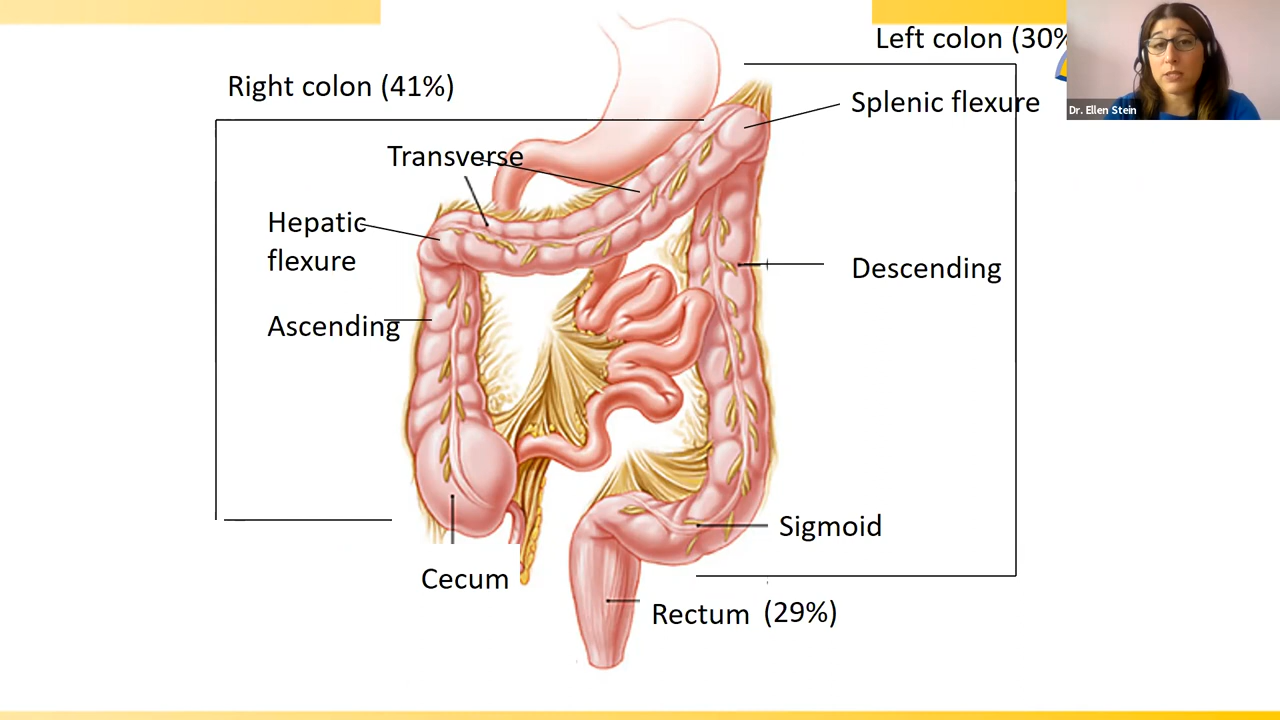 Left colon (30%
Dr. Ellen Stein
Right colon (41%)
Splenic flexure
Transverse
Hepatic
flexure
Descending
Ascending
Sigmoid
Cecum
Rectum (29%)